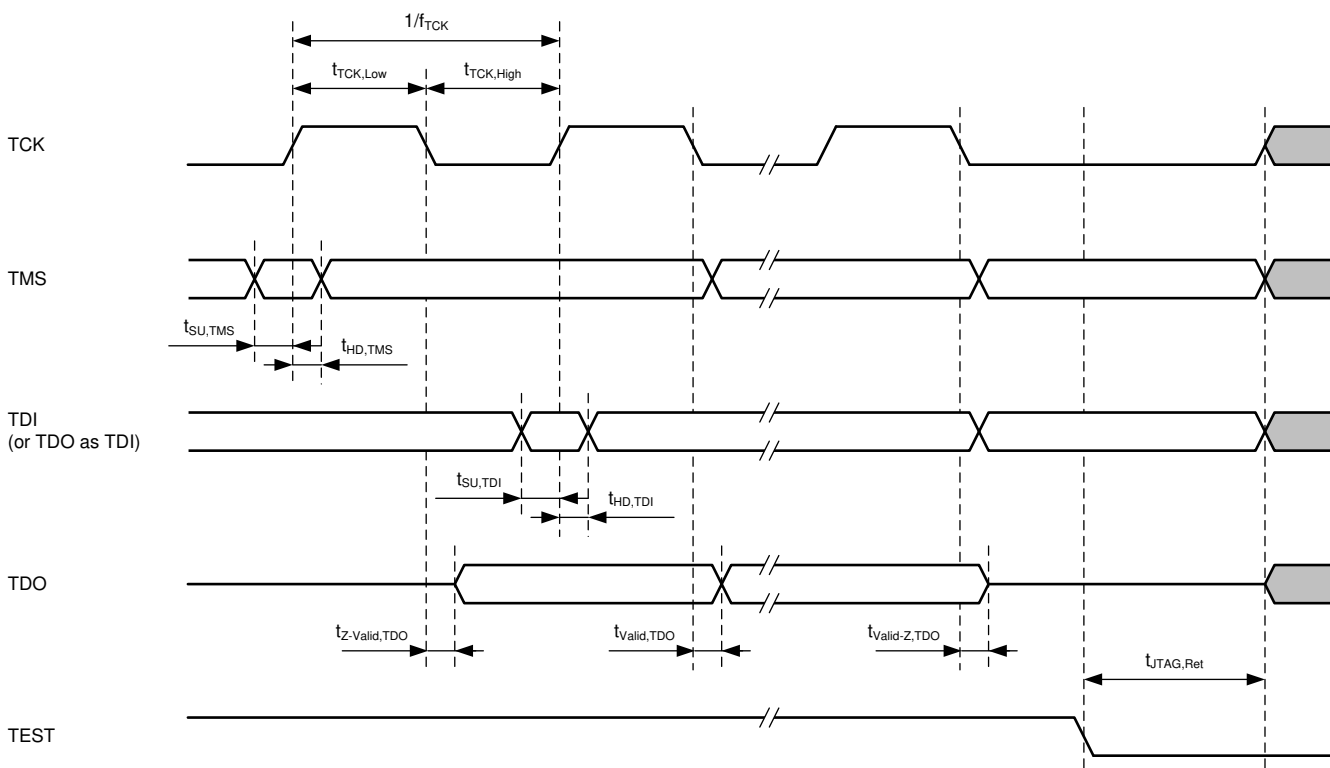 1/fTCK
tTCK,Low
tTCK,High
TCK
TMS
tSU,TMS
tHD,TMS
TDI
(or TDO as TDI)
tSU,TDI
tHD,TDI
TDO
tZ-Valid,TDO
tValid,TDO
tValid-Z,TDO
tJTAG,Ret
TEST